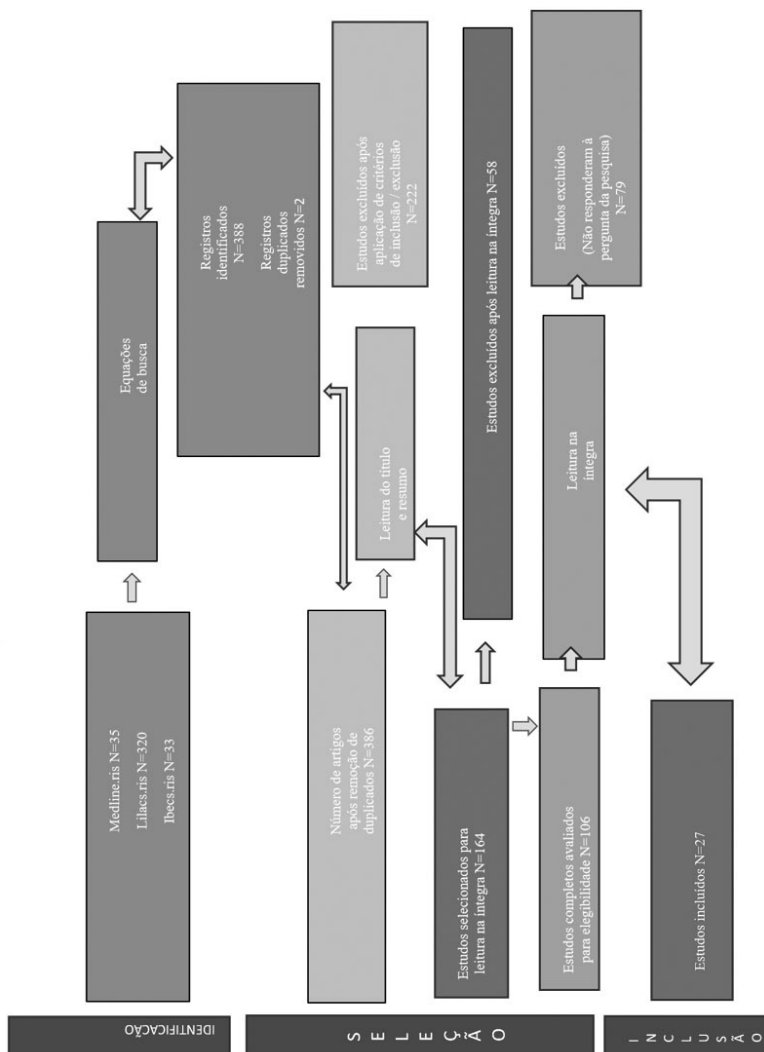 IDENTIFICAÇÃO
Medline.ris N=35
Lilacs.ris N=320
Ibecs.ris N=33
Equações
de busca
Registros
identificados
N=388
Registros
duplicados
removidos N=2
SELEÇÃO
Número de artigos
após remoção de
duplicados N=386
Leitura do título
e resumo
Estudos excluídos após
aplicação de critérios
de inclusão / exclusão
N=222
Estudos selecionados para
leitura na integra N=164
Estudos excluídos após leitura na integra N=58
Estudos completos avaliados
para elegibilidade N=106
Leitura na
integra
Estudos excluídos
(Não responderam à
pergunta da pesquisa)
N=79
INCLUSÃO
Estudos incluídos N=27